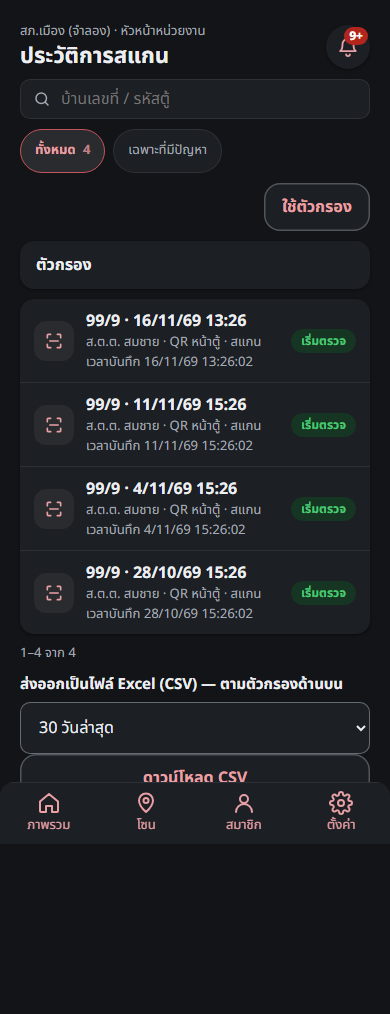 สภ.เมือง (จำลอง) · หัวหน้าหน่วยงาน
ประวัติการสแกน
9+
บ้านเลขที่ / รหัสตู้
ทั้งหมด 4
เฉพาะที่มีปัญหา
ใช้ตัวกรอง
ตัวกรอง
99/9 · 16/11/69 13:26
ส.ต.ต. สมชาย · QR หน้าตู้ · สแกน
เวลาบันทึก 16/11/69 13:26:02
เริ่มตรวจ
99/9 · 11/11/69 15:26
ส.ต.ต. สมชาย · QR หน้าตู้ · สแกน
เวลาบันทึก 11/11/69 15:26:02
เริ่มตรวจ
99/9 · 4/11/69 15:26
ส.ต.ต. สมชาย · QR หน้าตู้ · สแกน
เวลาบันทึก 4/11/69 15:26:02
เริ่มตรวจ
99/9 · 28/10/69 15:26
ส.ต.ต. สมชาย · QR หน้าตู้ · สแกน
เวลาบันทึก 28/10/69 15:26:02
เริ่มตรวจ
1–4 จาก 4
ส่งออกเป็นไฟล์ Excel (CSV) — ตามตัวกรองด้านบน
30 วันล่าสุด
ดาวน์โหลด CSV
ภาพรวม
โซน
สมาชิก
ตั้งค่า